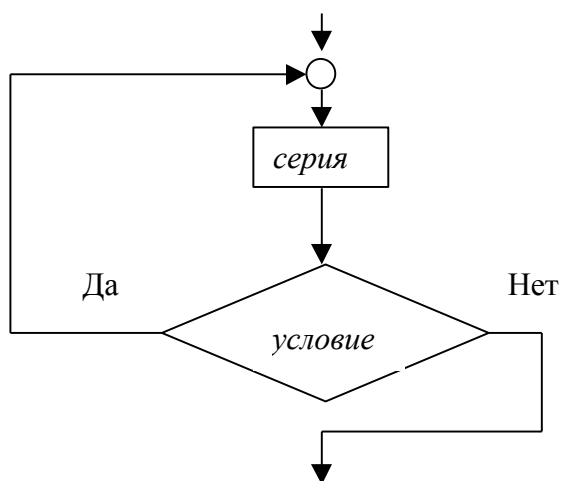 серия
Да
Нет
условие